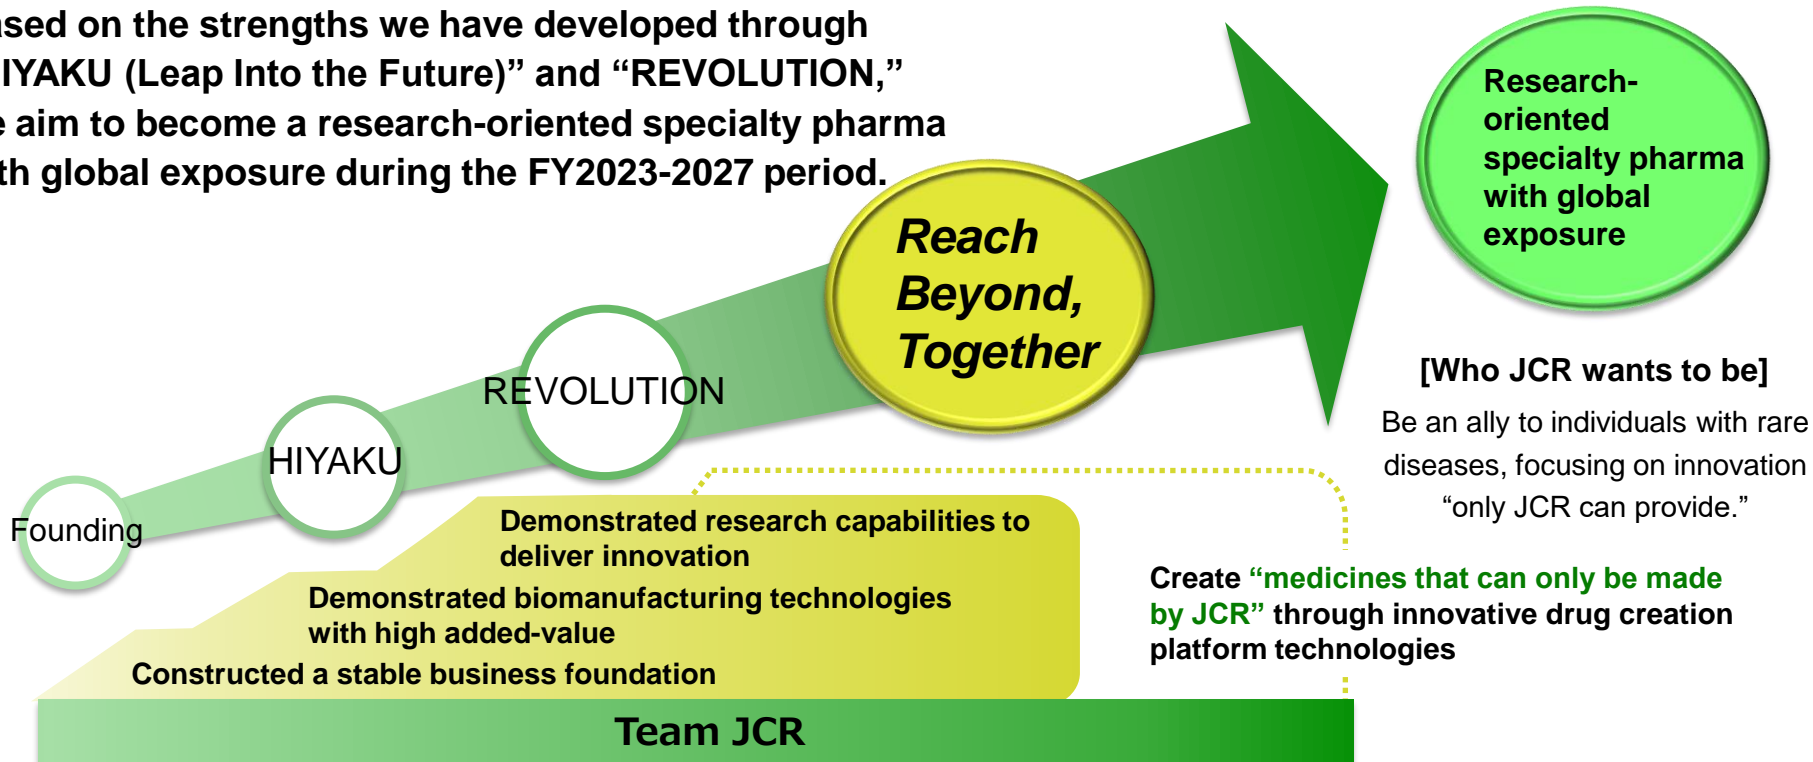 ased on the strengths we have developed through
IYAKU (Leap Into the Future)” and “REVOLUTION,”
e aim to become a research-oriented specialty pharma
th global exposure during the FY2023-2027 period.
Research-
oriented
specialty pharma
with global
exposure
Reach
Beyond,
Together
REVOLUTION
HIYAKU
Founding
[Who JCR wants to be]
Be an ally to individuals with rare
diseases, focusing on innovation
“only JCR can provide.”
Demonstrated research capabilities to
deliver innovation
Demonstrated biomanufacturing technologies
with high added-value
Constructed a stable business foundation
Create “medicines that can only be made
by JCR” through innovative drug creation
platform technologies
Team JCR